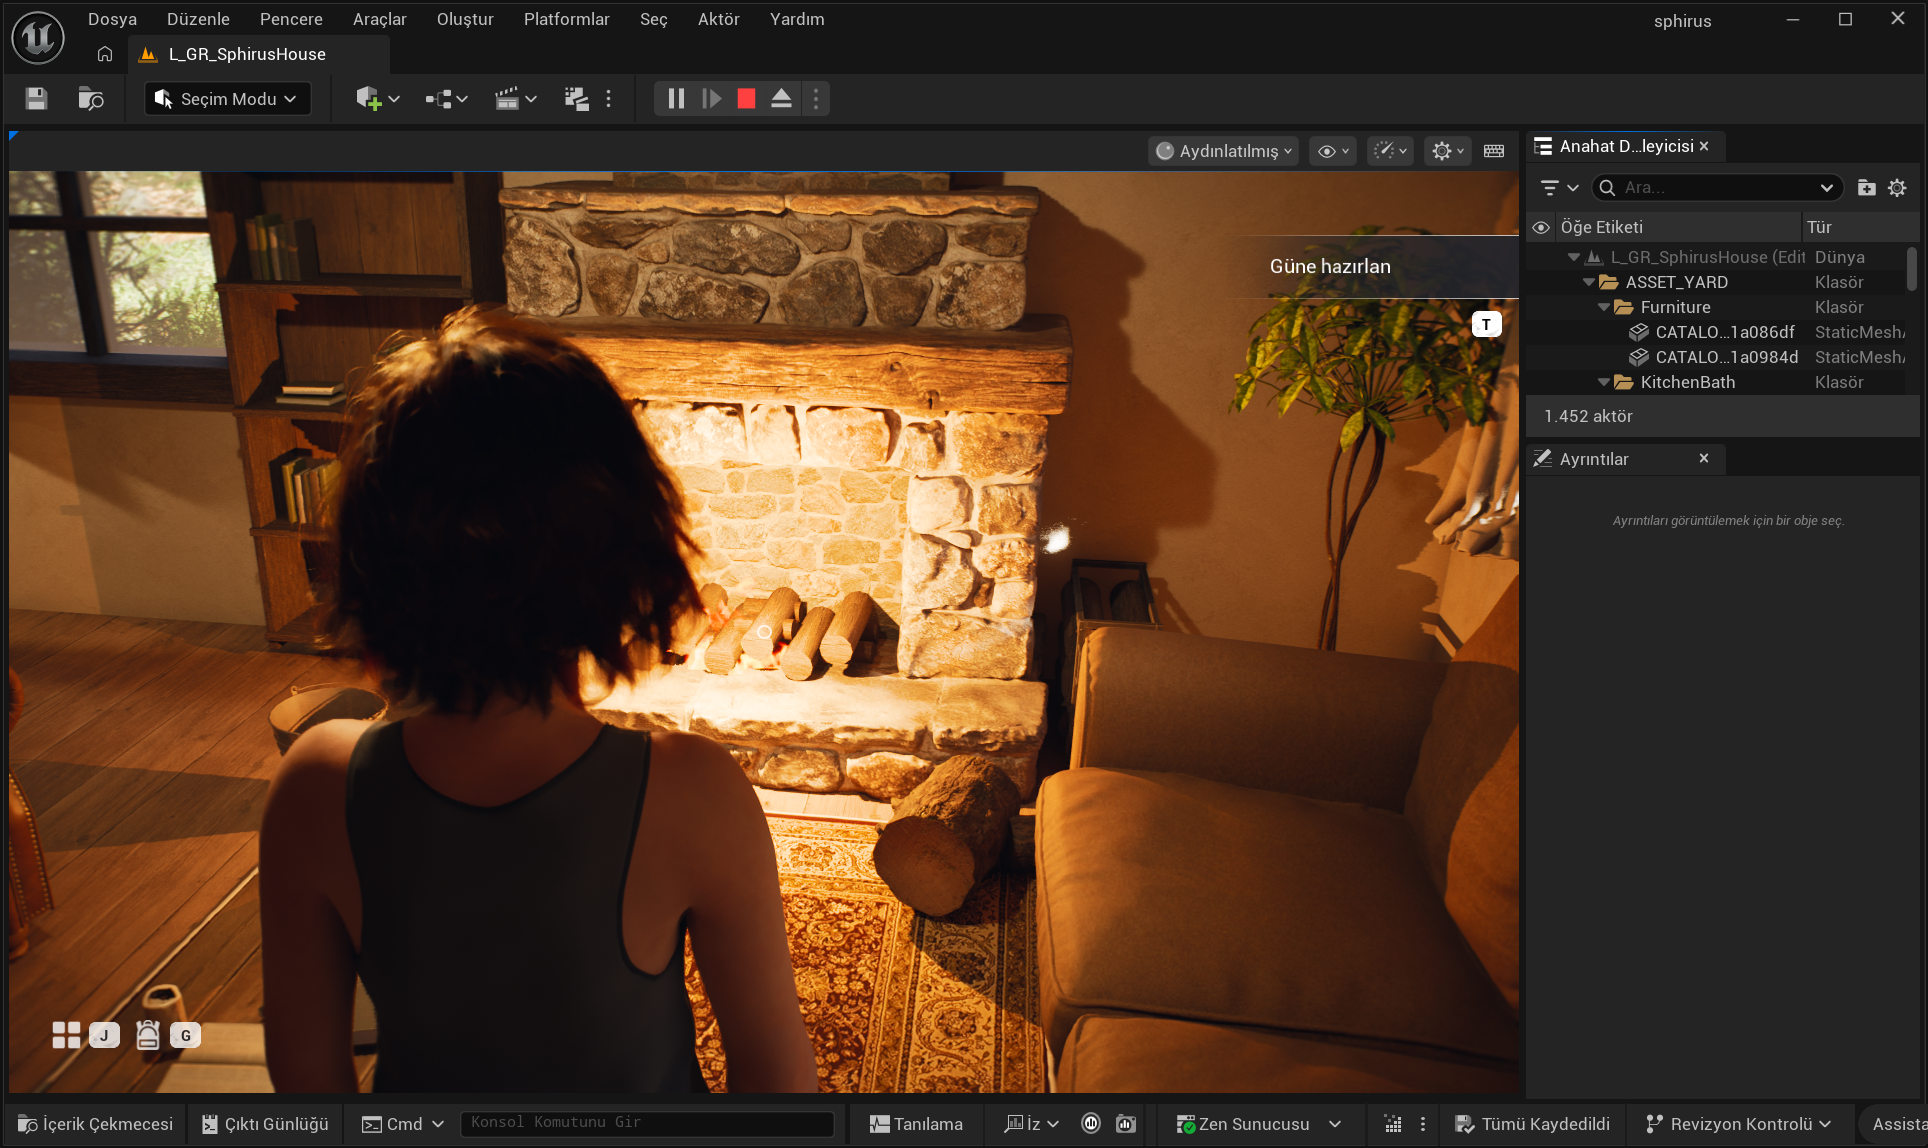 Dosya Düzenle Pencere Araçlar Oluştur Platformlar Seç Aktör Yardım
sphirus
L_GR_SphirusHouse
Seçim Modu
Aydınlatılmış
Anahat D...leyicisi
Ara...
Öğe Etiketi Tür
L_GR_SphirusHouse (Edit Dünya
ASSET_YARD Klasör
Furniture Klasör
CATALO...1a086df StaticMesh
CATALO...1a0984d StaticMesh
KitchenBath Klasör
1.452 aktör
Ayrıntılar
Ayrıntıları görüntülemek için bir obje seç.
Güne hazırlan
T
J G
İçerik Çekmecesi Çıktı Günlüğü Cmd Konsol Komutunu Gir Tanılama İz Zen Sunucusu Tümü Kaydedildi Revizyon Kontrolü Assista